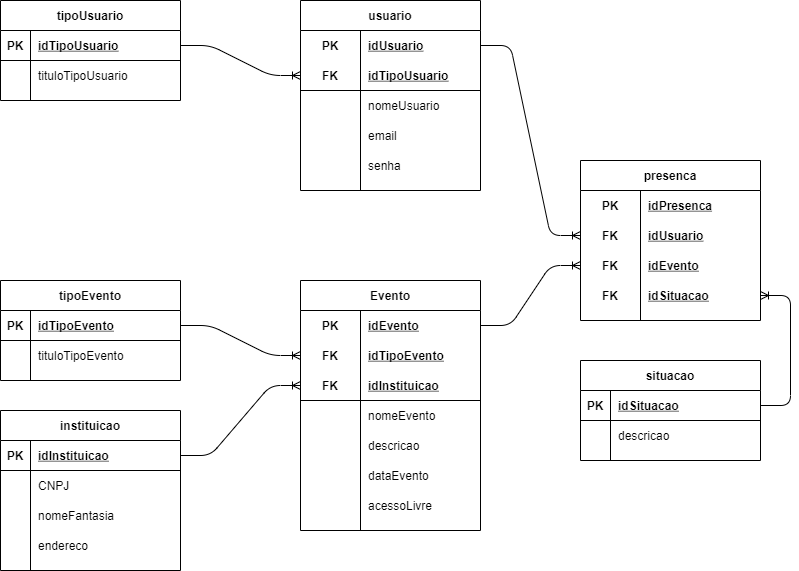 tipoUsuario
PK idTipoUsuario
tituloTipoUsuario
usuario
PK idUsuario
FK idTipoUsuario
nomeUsuario
email
senha
presenca
PK idPresenca
FK idUsuario
FK idEvento
FK idSituacao
tipoEvento
PK idTipoEvento
tituloTipoEvento
Evento
PK idEvento
FK idTipoEvento
FK idInstituicao
nomeEvento
descricao
dataEvento
acessoLivre
situacao
PK idSituacao
descricao
instituicao
PK idInstituicao
CNPJ
nomeFantasia
endereco